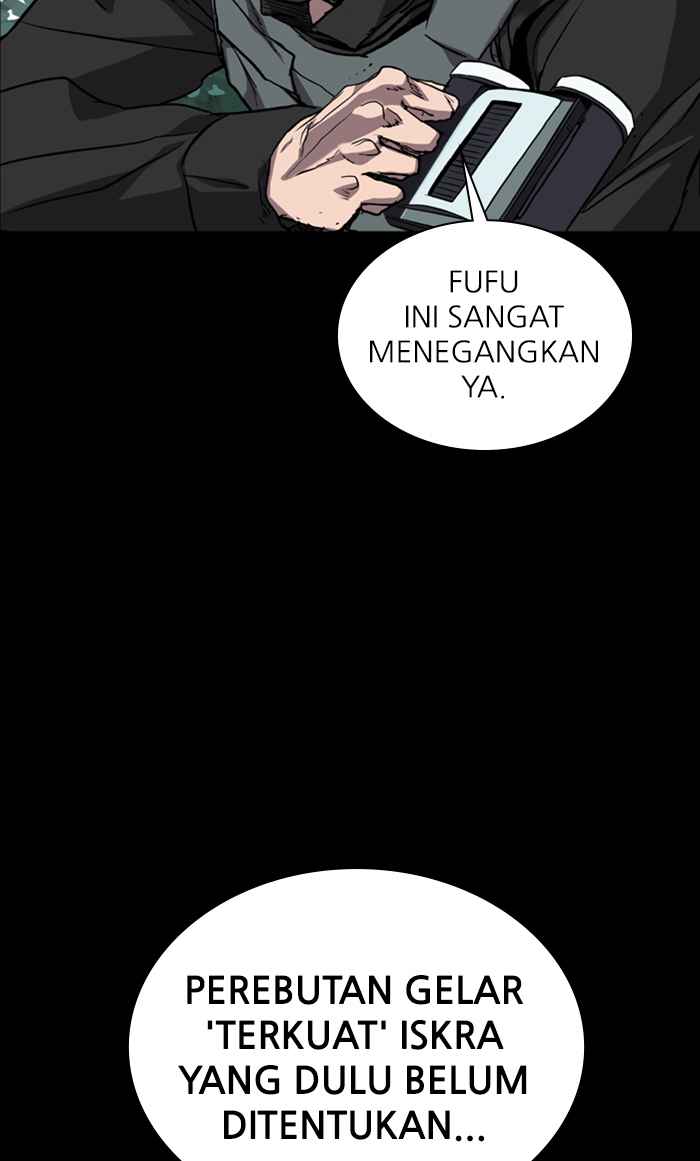 FUFU
INI SANGAT
MENEGANGKAN
YA.
PEREBUTAN GELAR
'TERKUAT' ISKRA
YANG DULU BELUM
DITENTUKAN...